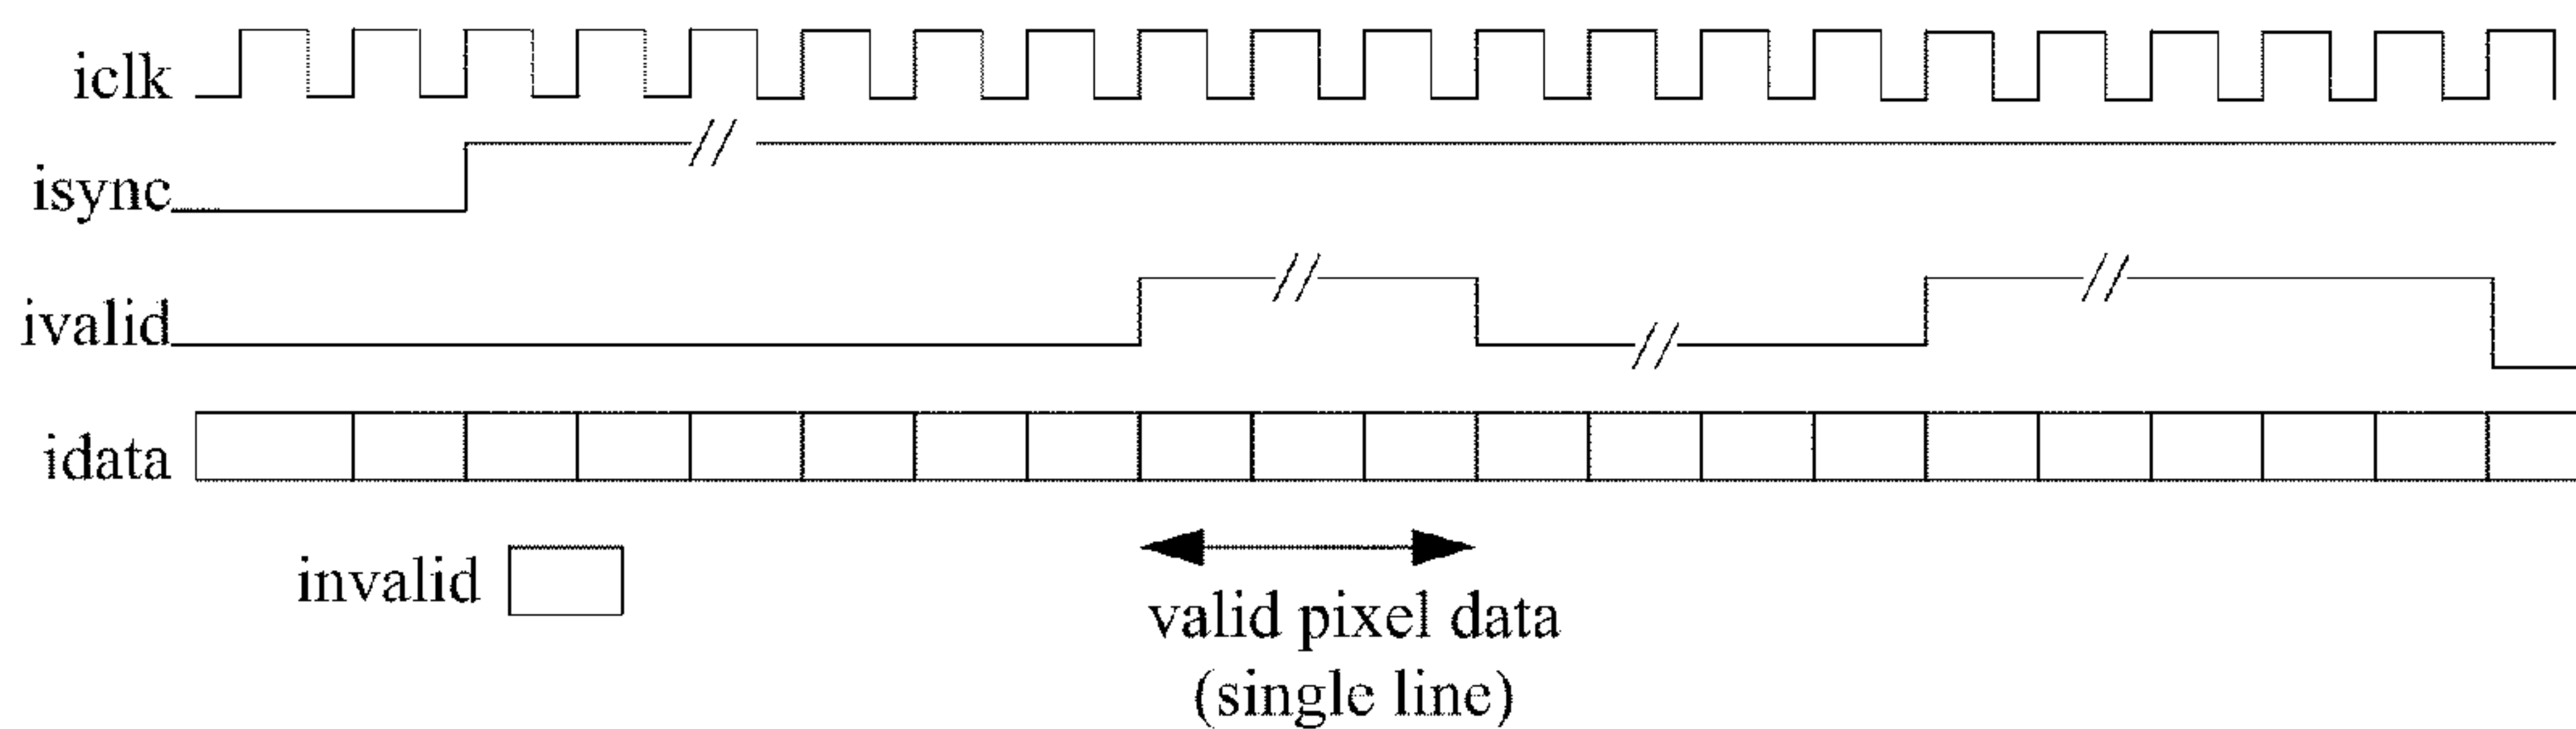 iclk
isync
ivalid
idata
invalid
valid pixel data
(single line)